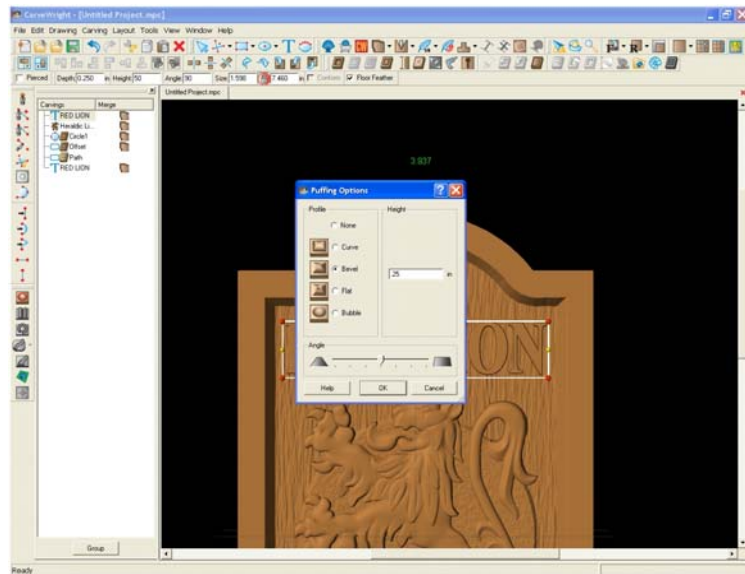 CarveWright - [Untitled Project.mpc]
File Edit Drawing Carving Layout Tools View Window Help
Pierced Depth 0.250 in Height 50 Angle 90 Size 1.598 7.460 in Contours Floor Feather
Carvings Merge
RED LION
Heraldic Li...
Circle1
Offset
Path
RED LION
Group
Untitled Project.mpc
3.937
Puffing Options
Profile
None
Curve
Bevel
Flat
Bubble
Height
.25 in
Angle
Help OK Cancel
ION
Ready